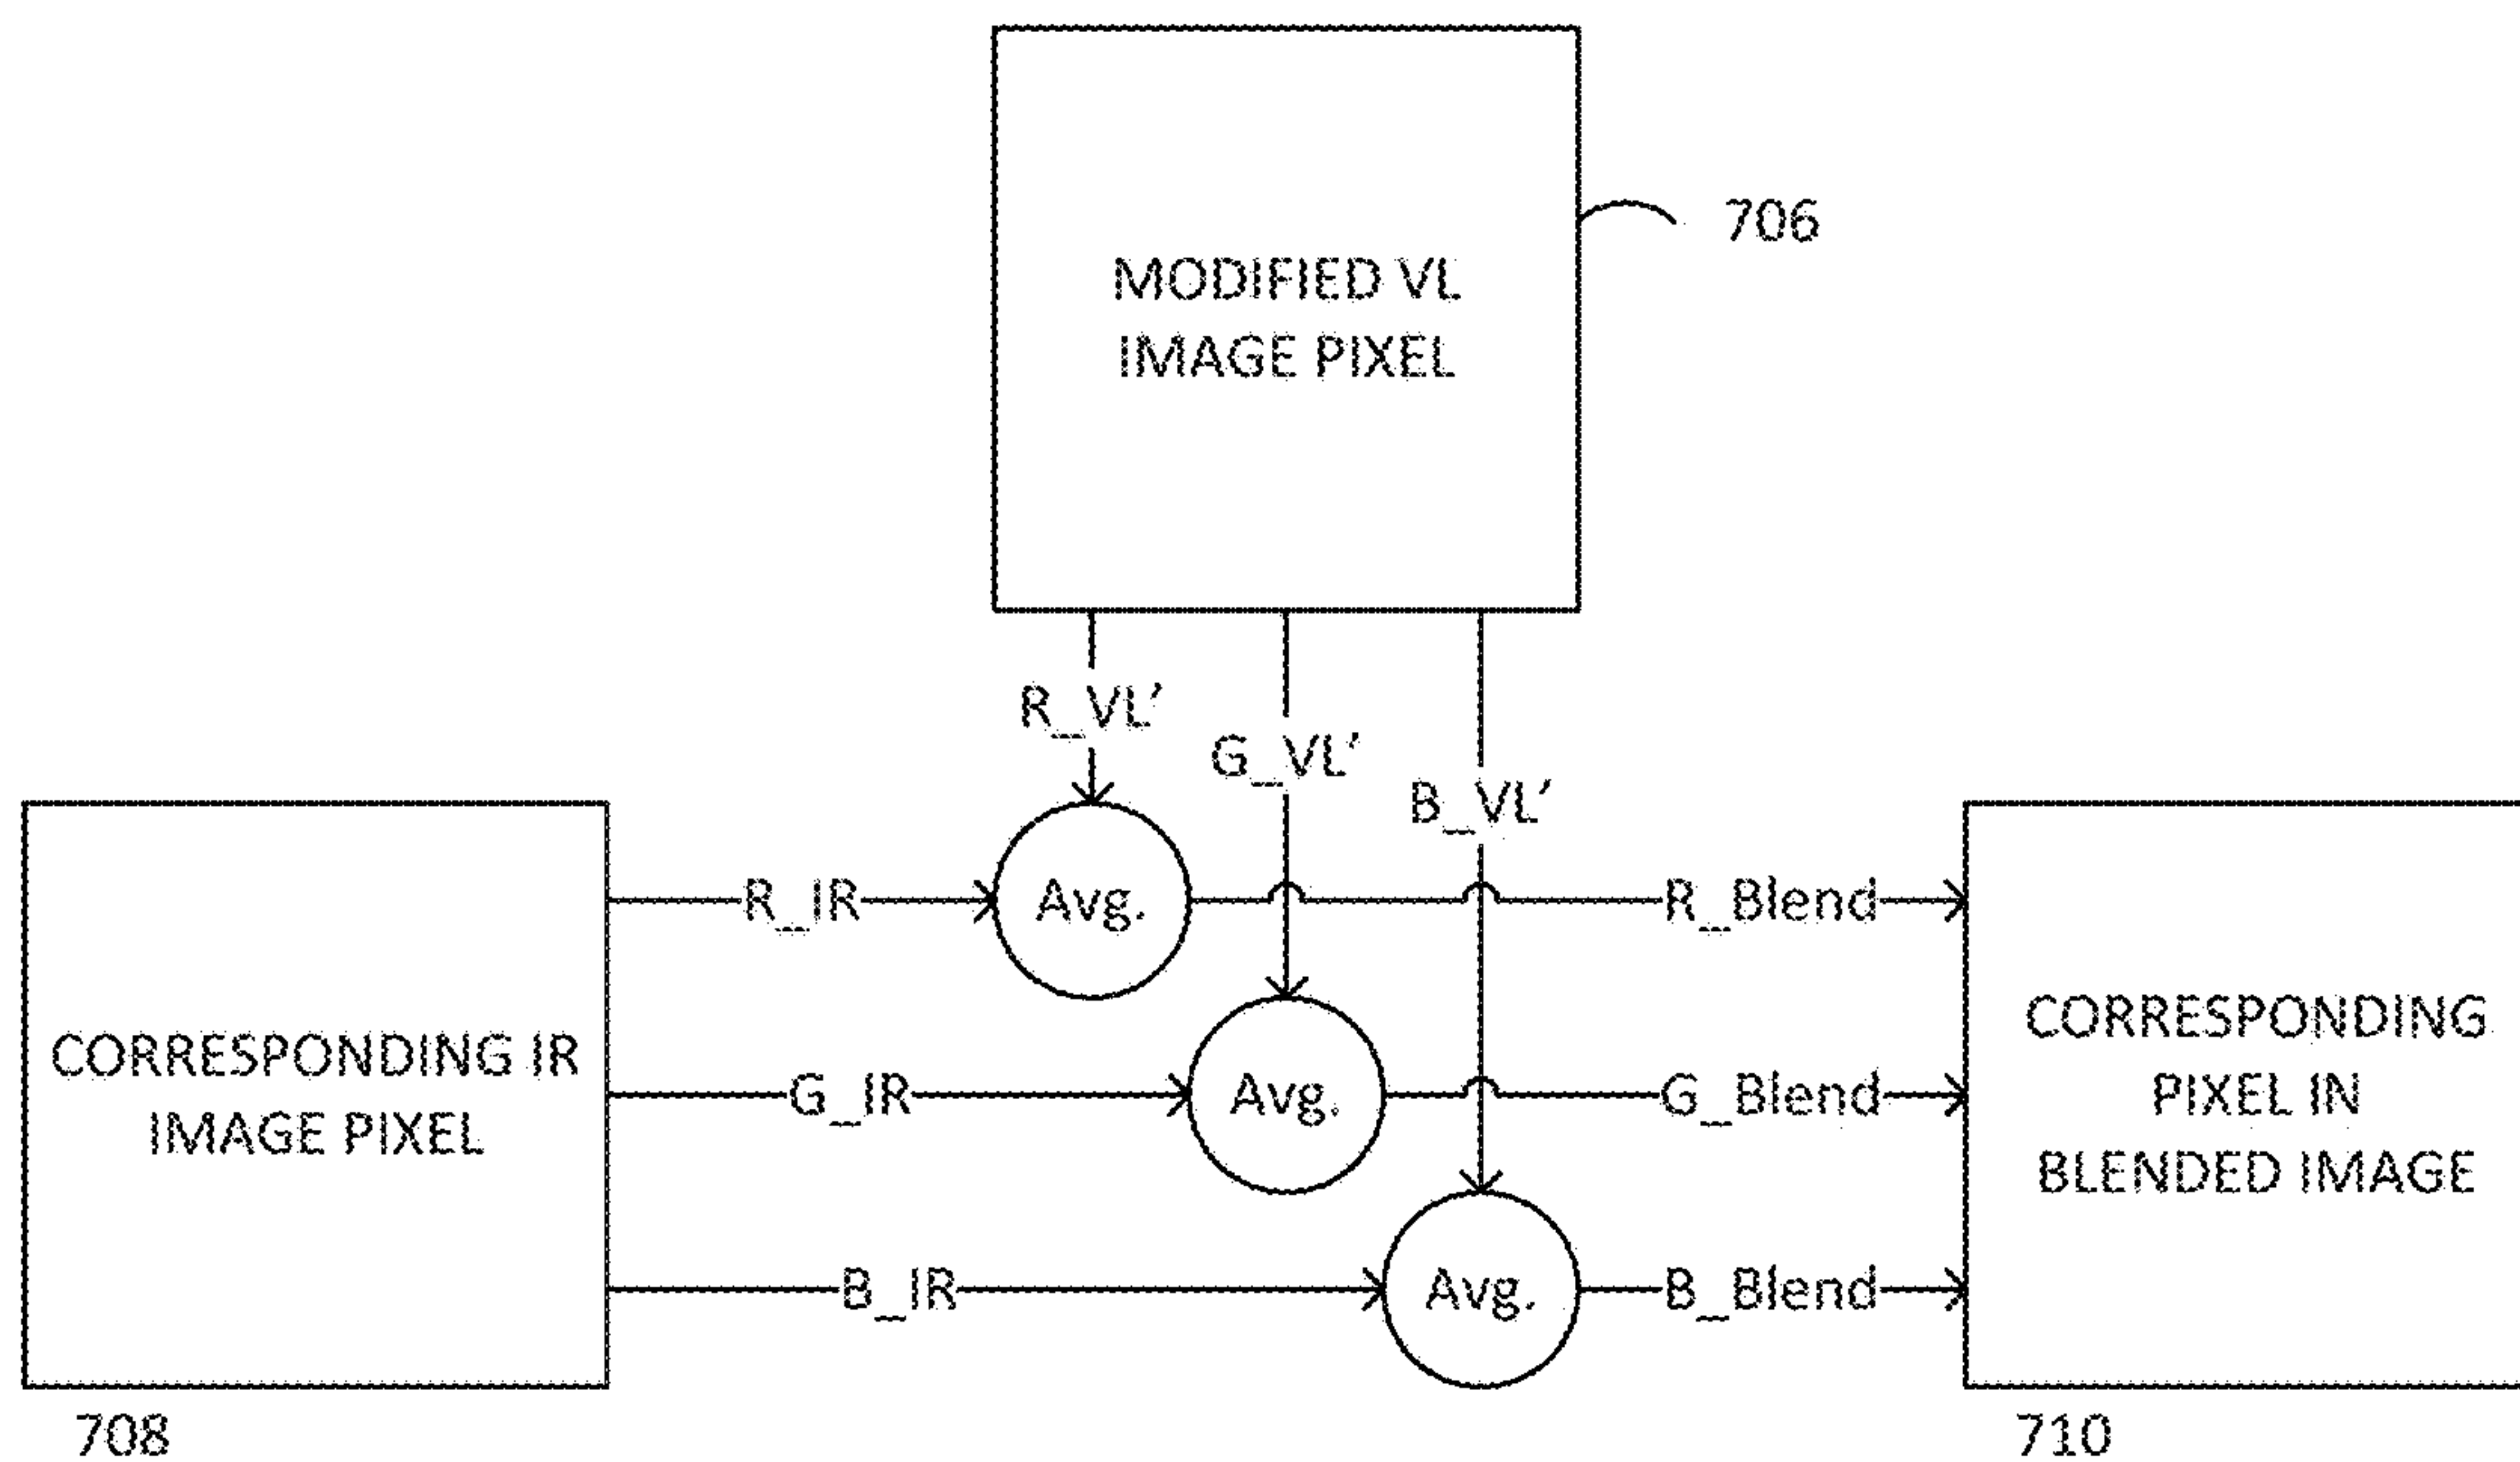 706
MODIFIED VL
IMAGE PIXEL
R_VL’
G_VL’
B_VL’
R_IR
Avg.
R_Blend
CORRESPONDING IR
IMAGE PIXEL
G_IR
Avg.
G_Blend
CORRESPONDING
PIXEL IN
BLENDED IMAGE
B_IR
Avg.
B_Blend
708
710